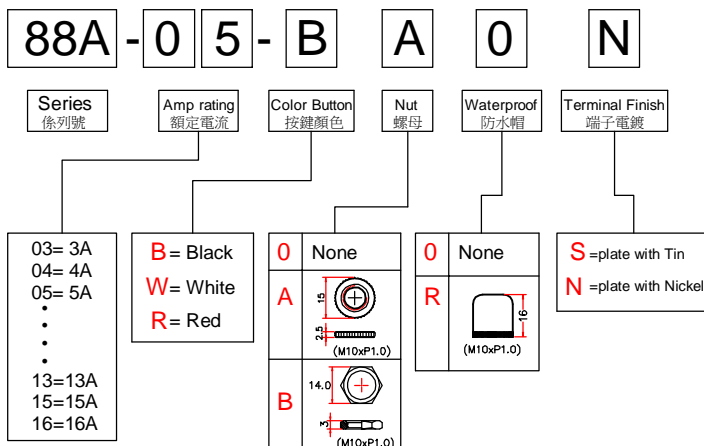 88A - 0 5 - B A 0 N
Series
係列號
Amp rating
額定電流
Color Button
按鍵顏色
Nut
螺母
Waterproof
防水帽
Terminal Finish
端子電鍍
03= 3A
04= 4A
05= 5A
13=13A
15=15A
16=16A
B = Black
W= White
R = Red
0 None
A
15
2.5
(M10xP1.0)
B
14.0
3
(M10xP1.0)
0 None
R
16
(M10xP1.0)
S =plate with Tin
N =plate with Nickel